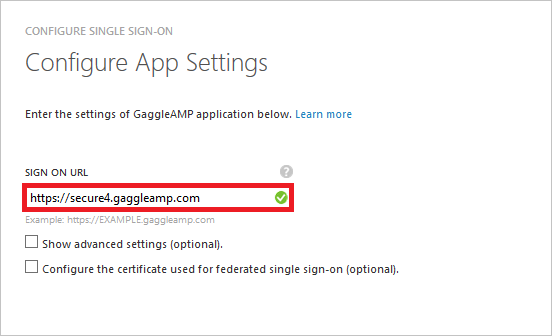 CONFIGURE SINGLE SIGN-ON
Configure App Settings
Enter the settings of GaggleAMP application below. Learn more
SIGN ON URL ?
https://secure4.gaggleamp.com
Example: https://EXAMPLE.gaggleamp.com
Show advanced settings (optional).
Configure the certificate used for federated single sign-on (optional).